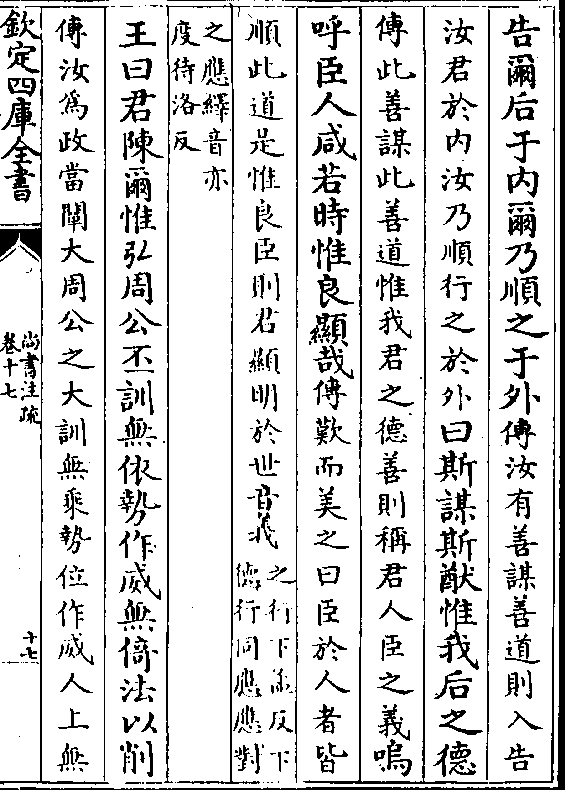 告爾后于内爾乃順之于外傳汝有善謀善道則入告
汝君於内汝乃順行之於外曰斯謀斯猷惟我后之德
傳此善謀此善道惟我君之德善則稱君人臣之義嗚
呼臣人咸若時惟良顯哉傳歎而美之曰臣於人者皆
順此道是惟良臣則君顯明於世音義
之行下孟反下
德行同應應對
之應繹音亦
度待洛反
王曰君陳爾惟弘周公丕訓無依勢作威無倚法以削
傳汝為政當闡大周公之大訓無乘勢位作威人上無
欽定四庫全書
尚書注疏
卷十七
十七